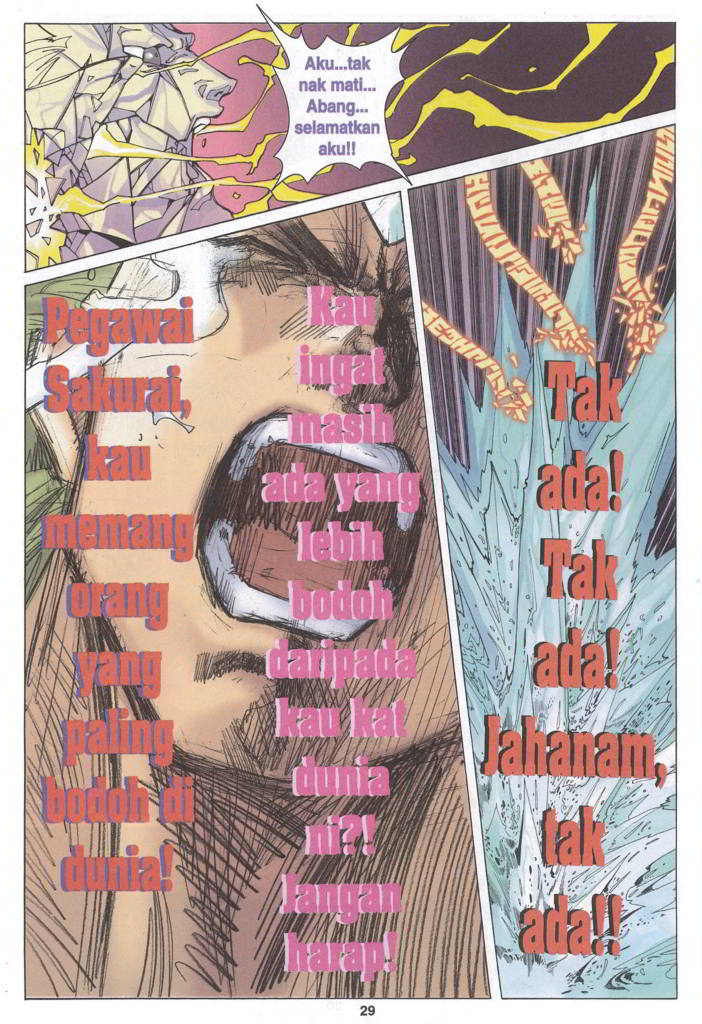 Aku...tak
nak mati...
Abang...
selamatkan
aku!!
Pegawai
Sakurai,
kau
memang
orang
yang
paling
bodoh di
dunia!
Kau
ingat
masih
ada yang
lebih
bodoh
daripada
kau kat
dunia
ni?!
Jangan
harap!
Tak
ada!
Tak
ada!
Jahanam,
tak
ada!!
29